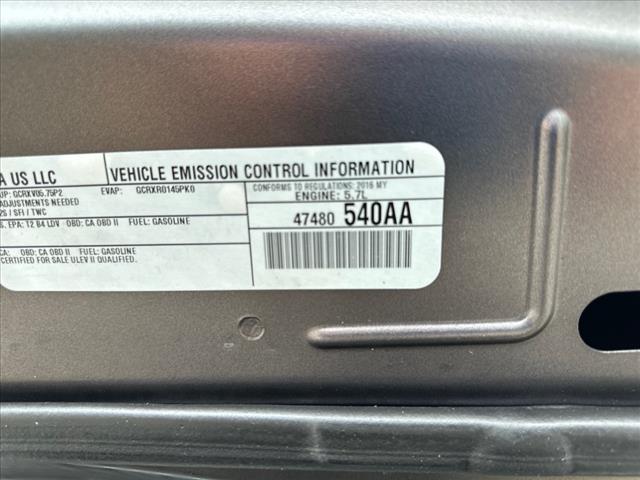 A US LLC
VEHICLE EMISSION CONTROL INFORMATION
UP: GCRXV05.75P2 EVAP: GCRXR0145PK0
ADJUSTMENTS NEEDED
2S / SFI / TWC
S. EPA: T2 B4 LDV OBD: CA OBD II FUEL: GASOLINE
CA: OBD: CA OBD II FUEL: GASOLINE
CERTIFIED FOR SALE ULEV II QUALIFIED.
CONFORMS TO REGULATIONS: 2016 MY
ENGINE: 5.7L
47480 540AA